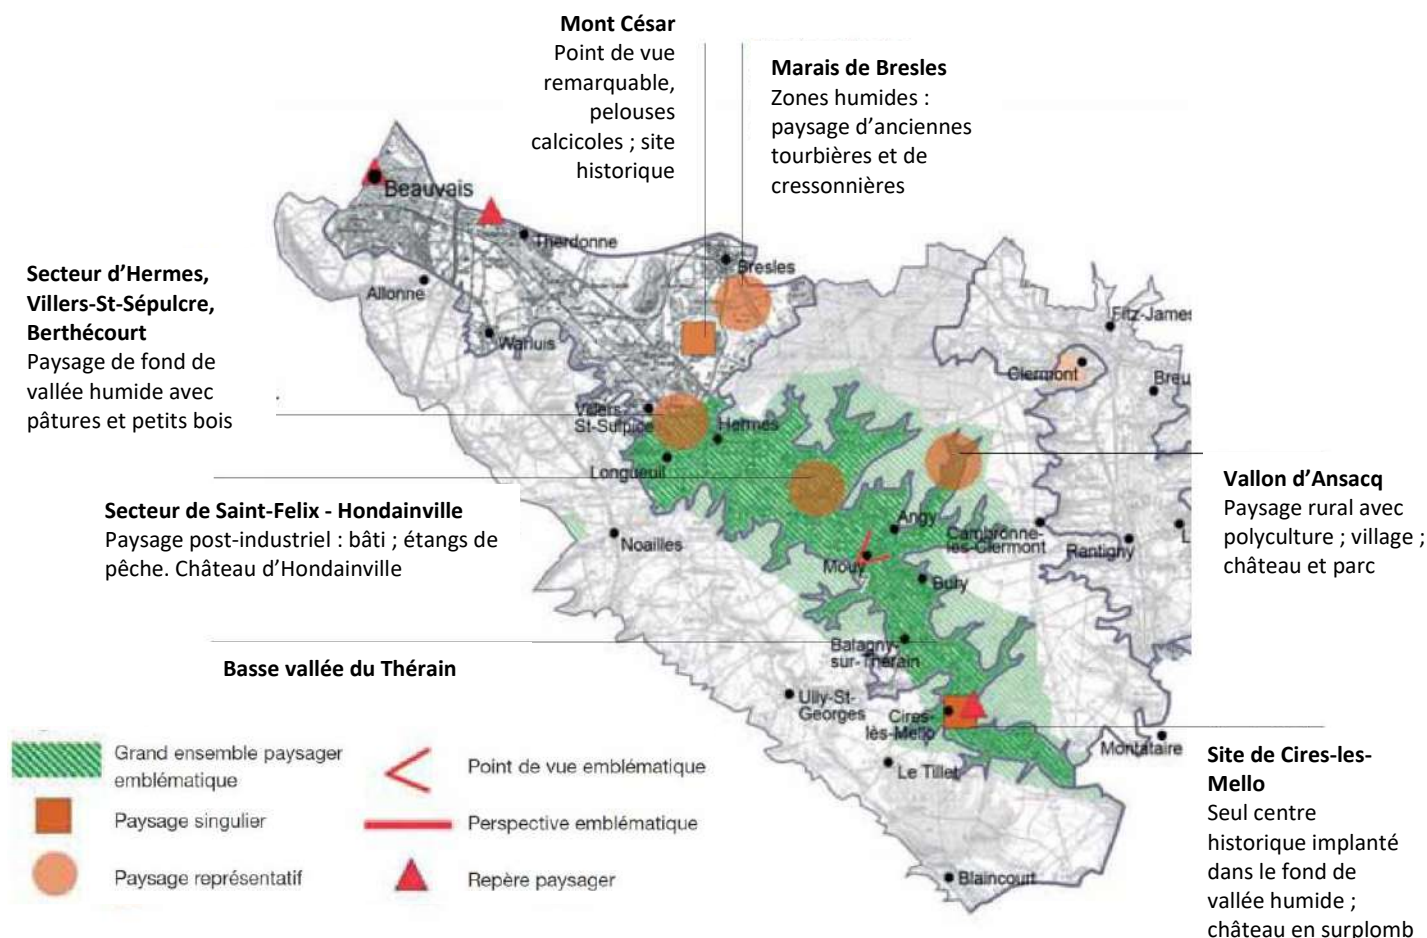 Mont César
Point de vue
remarquable,
pelouses
calcicoles ; site
historique
Marais de Bresles
Zones humides :
paysage d’anciennes
tourbières et de
cressonnières
Beauvais
Therdonne
Bresles
Allonne
Warluis
Fitz-James
Clermont
Breu
Secteur d’Hermes,
Villers-St-Sépulcre,
Berthécourt
Paysage de fond de
vallée humide avec
pâtures et petits bois
Villers-
St-Sulpice
Hermes
Longueuil
Vallon d’Ansacq
Paysage rural avec
polyculture ; village ;
château et parc
Secteur de Saint-Felix - Hondainville
Paysage post-industriel : bâti ; étangs de
pêche. Château d’Hondainville
Noailles
Angy
Cambronne-
les-Clermont
Rantigny
L
Mouy
Bury
Basse vallée du Thérain
Balagny-
sur-Thérain
Ully-St-
Georges
Cires-
lès-Mello
Montataire
Le Tillet
Blaincourt
Site de Cires-les-
Mello
Seul centre
historique implanté
dans le fond de
vallée humide ;
château en surplomb
Grand ensemble paysager
emblématique
Paysage singulier
Paysage représentatif
Point de vue emblématique
Perspective emblématique
Repère paysager